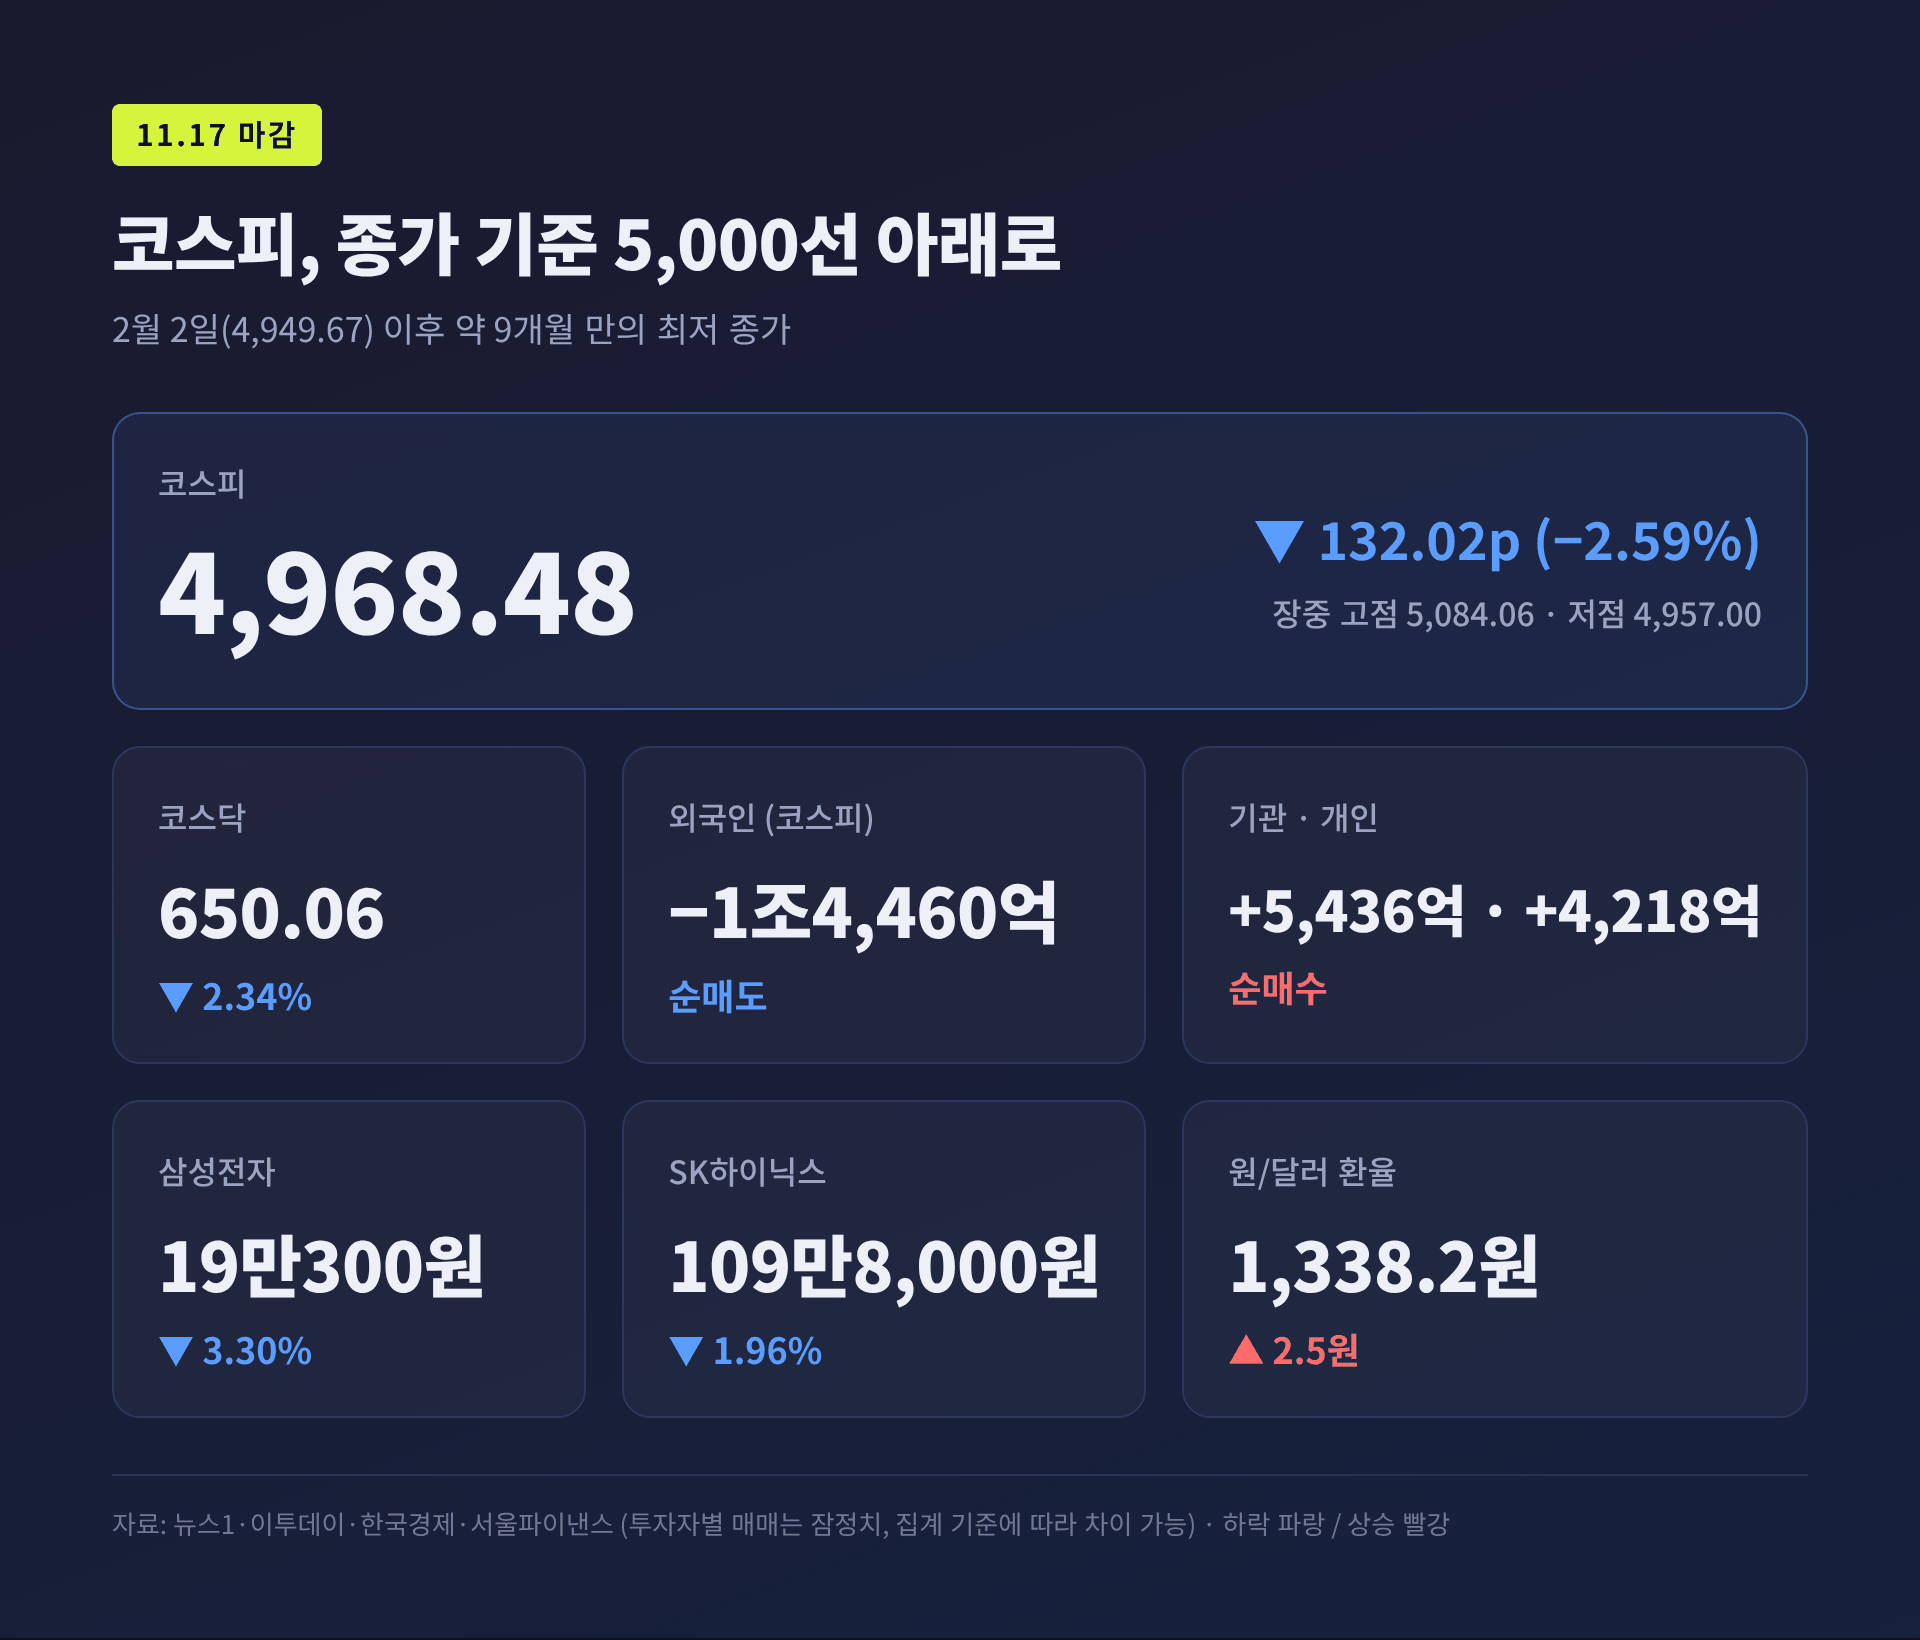 11.17 마감
코스피, 종가 기준 5,000선 아래로
2월 2일(4,949.67) 이후 약 9개월 만의 최저 종가
코스피
4,968.48
▼ 132.02p (−2.59%)
장중 고점 5,084.06 · 저점 4,957.00
코스닥
650.06
▼ 2.34%
외국인 (코스피)
−1조4,460억
순매도
기관 · 개인
+5,436억 · +4,218억
순매수
삼성전자
19만300원
▼ 3.30%
SK하이닉스
109만8,000원
▼ 1.96%
원/달러 환율
1,338.2원
▲ 2.5원
자료: 뉴스1·이투데이·한국경제·서울파이낸스 (투자자별 매매는 잠정치, 집계 기준에 따라 차이 가능) · 하락 파랑 / 상승 빨강